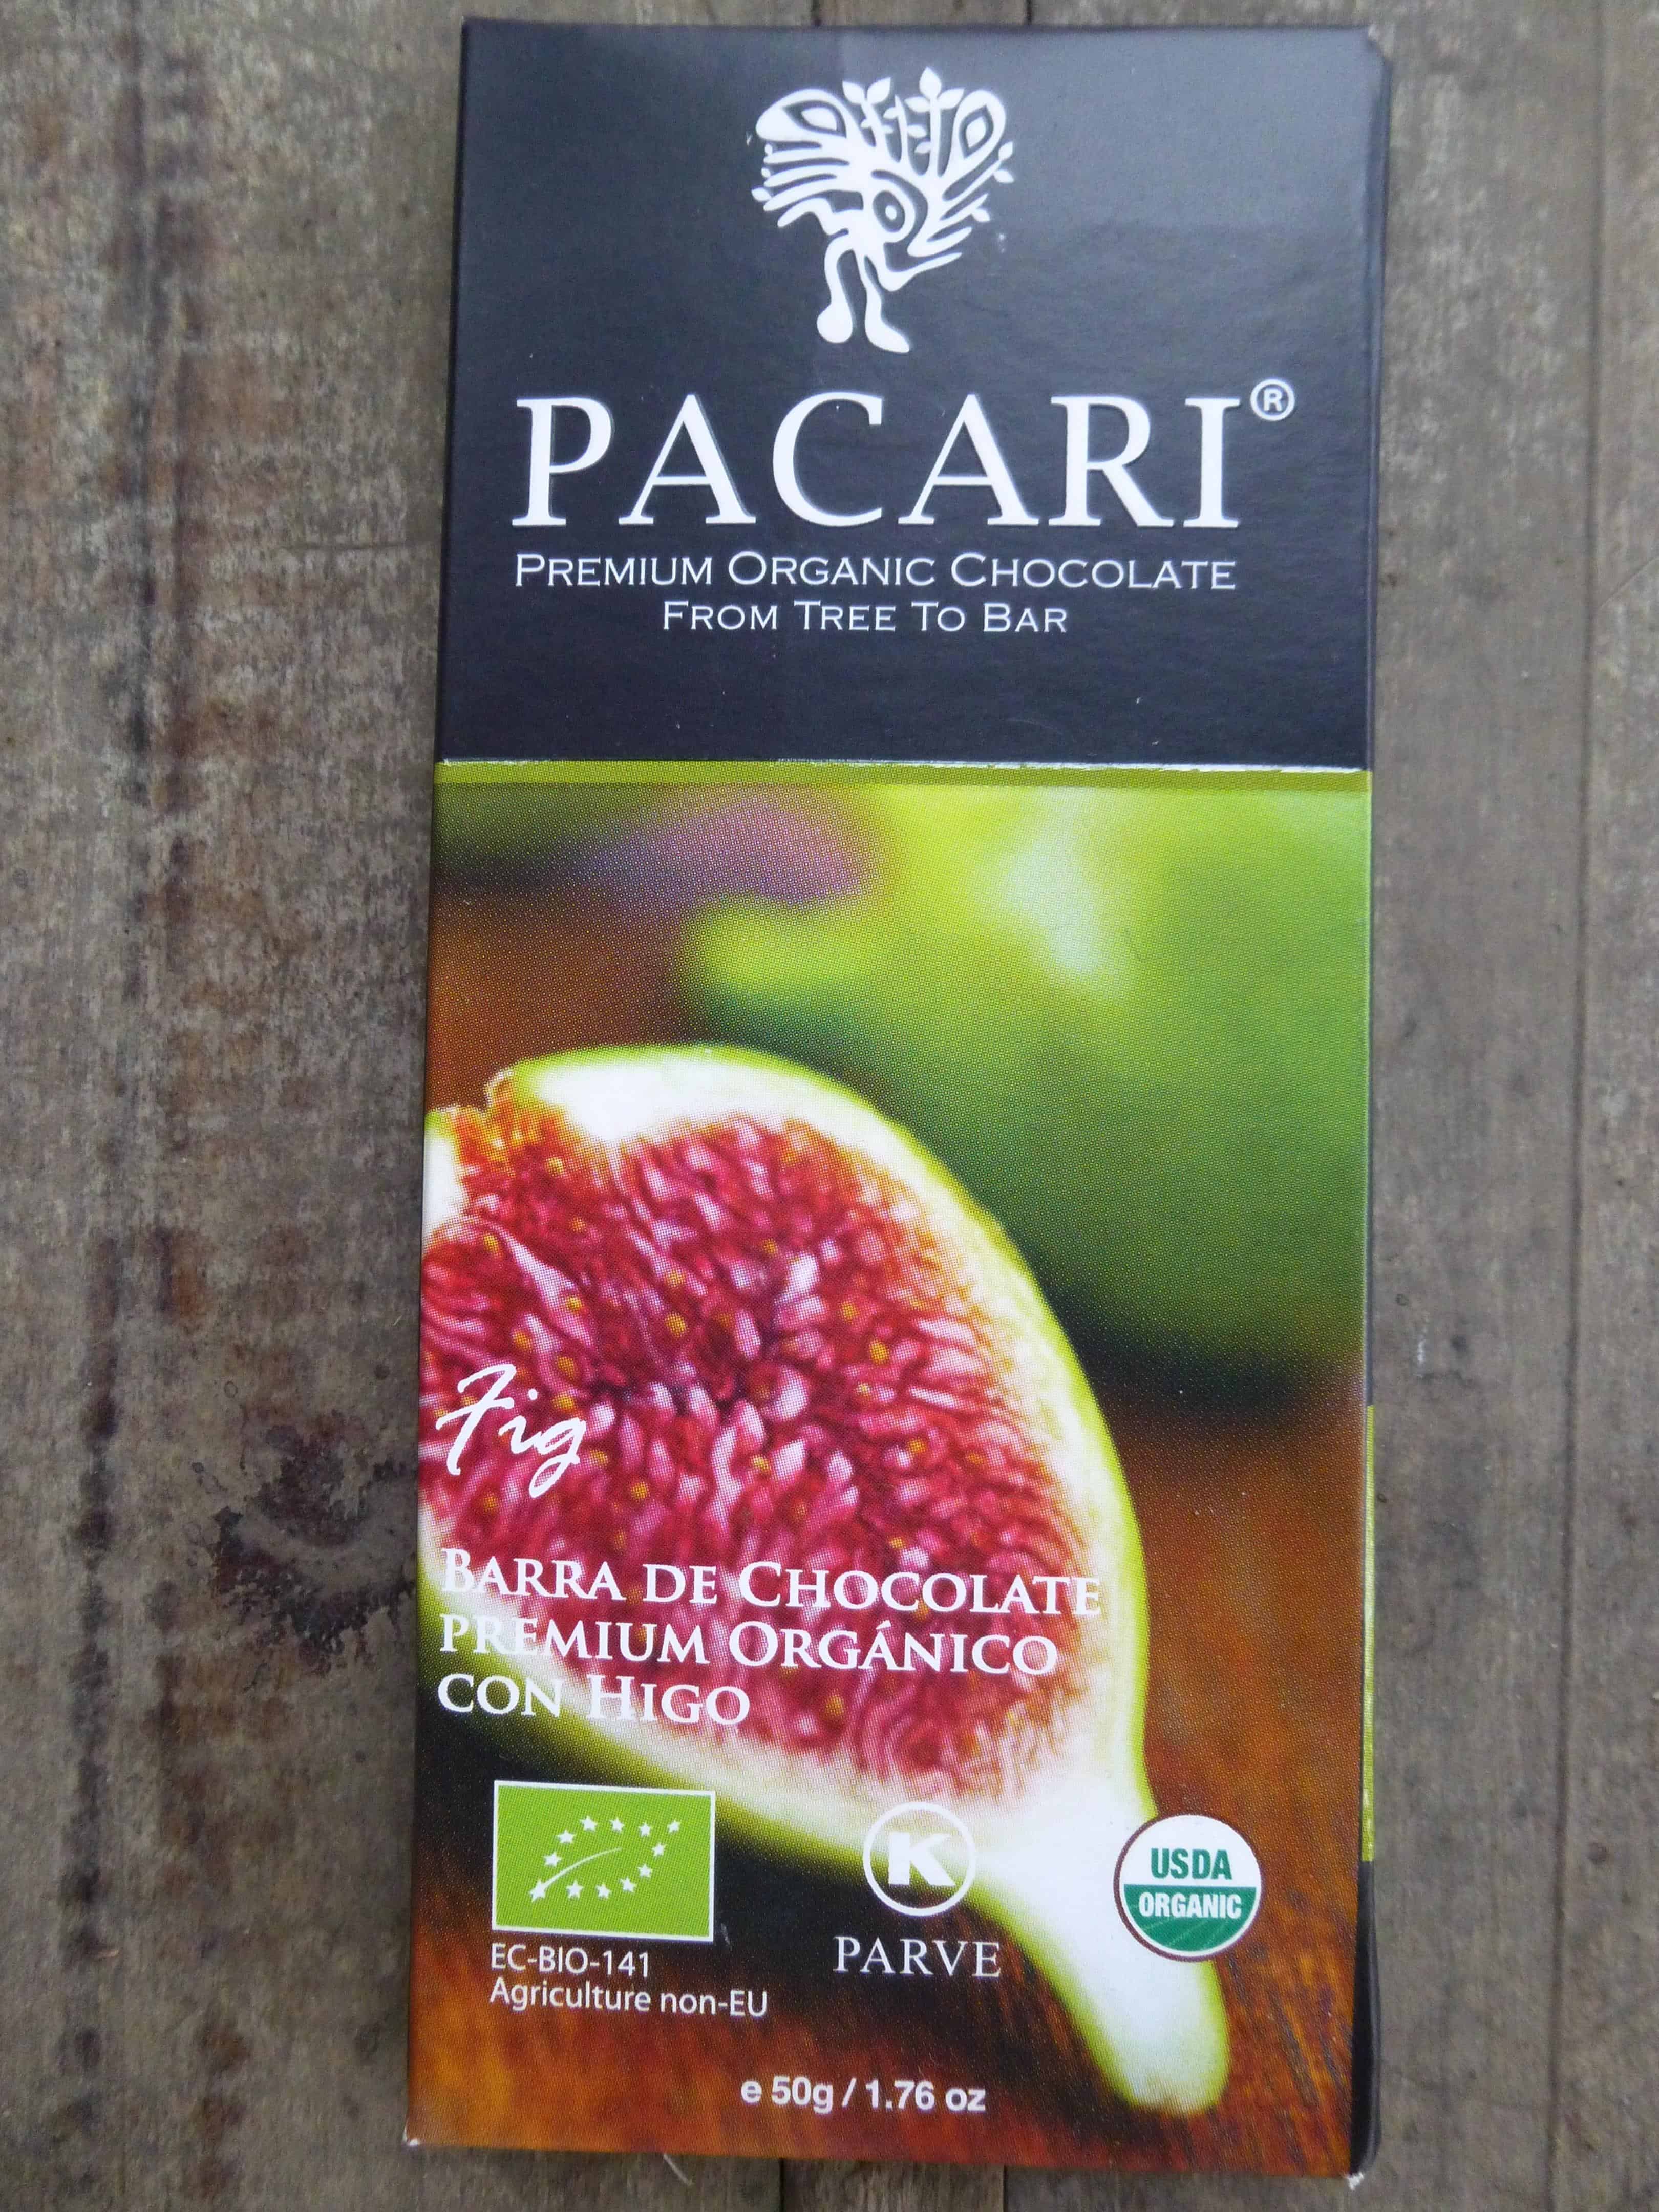 PACARI®
PREMIUM ORGANIC CHOCOLATE
FROM TREE TO BAR
Fig
BARRA DE CHOCOLATE
PREMIUM ORGÁNICO
CON HIGO
K
PARVE
USDA
ORGANIC
EC-BIO-141
Agriculture non-EU
e 50g / 1.76 oz